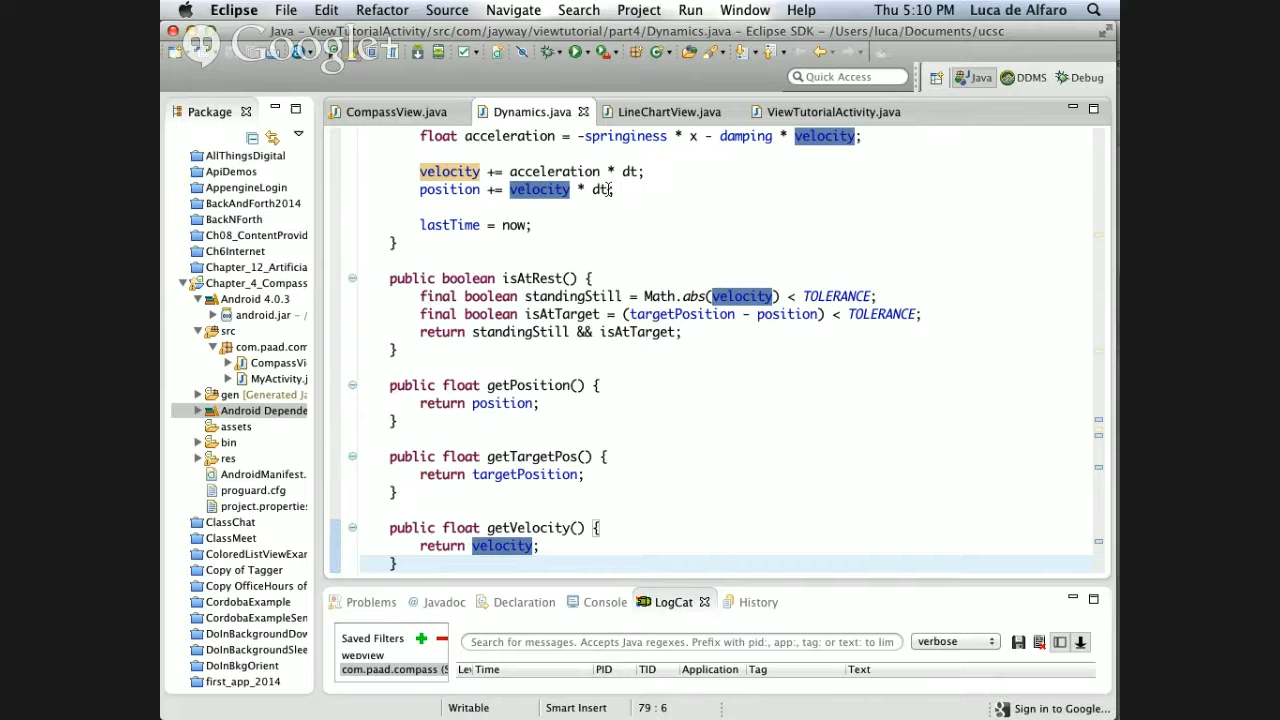 Eclipse File Edit Refactor Source Navigate Search Project Run Window Help Thu 5:10 PM Luca de Alfaro
Java - ViewTutorialActivity/src/com/jayway/viewtutorial/part4/Dynamics.java - Eclipse SDK - /Users/luca/Documents/ucsc
Google+
Quick Access Java DDMS Debug
Package CompassView.java Dynamics.java LineChartView.java ViewTutorialActivity.java
float acceleration = -springiness * x - damping * velocity;
velocity += acceleration * dt;
position += velocity * dt;
lastTime = now;
}
public boolean isAtRest() {
final boolean standingStill = Math.abs(velocity) < TOLERANCE;
final boolean isAtTarget = (targetPosition - position) < TOLERANCE;
return standingStill && isAtTarget;
}
public float getPosition() {
return position;
}
public float getTargetPos() {
return targetPosition;
}
public float getVelocity() {
return velocity;
}
AllThingsDigital
ApiDemos
AppengineLogin
BackAndForth2014
BackNForth
Ch08_ContentProvid
Ch6Internet
Chapter_12_Artificia
Chapter_4_Compass
Android 4.0.3
android.jar -
src
com.paad.com
CompassVi
MyActivity.j
gen [Generated Ja
Android Depende
assets
bin
res
AndroidManifest.
proguard.cfg
project.properties
ClassChat
ClassMeet
ColoredListViewExar
Copy of Tagger
Copy OfficeHours of
CordobaExample
CordobaExampleSen
DoInBackgroundDow
DoInBackgroundSlee
DoInBkgOrient
first_app_2014
Problems @ Javadoc Declaration Console LogCat History
Saved Filters
webview
com.paad.compass (S
Search for messages. Accepts Java regexes. Prefix with pid:, app:, tag: or text: to lim verbose
Lev Time PID TID Application Tag Text
Writable Smart Insert 79 : 6 Sign in to Google...